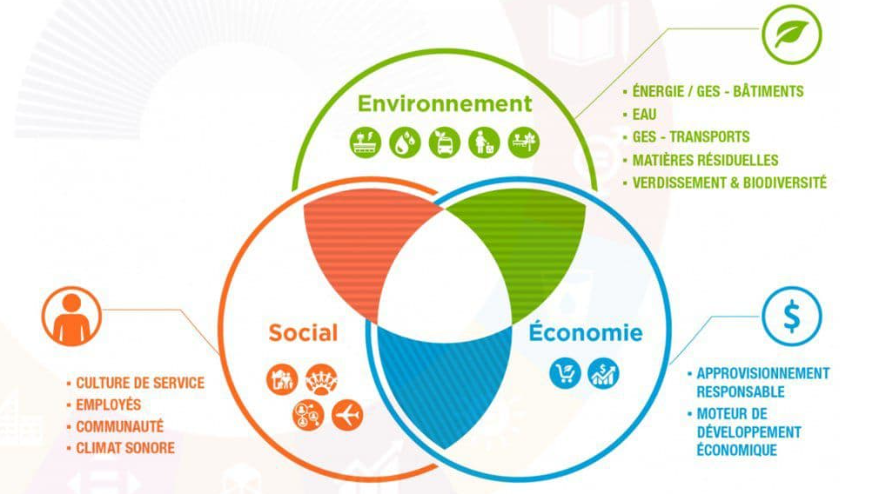 Environnement
• ÉNERGIE / GES - BÂTIMENTS
• EAU
• GES - TRANSPORTS
• MATIÈRES RÉSIDUELLES
• VERDISSEMENT & BIODIVERSITÉ
Social
• CULTURE DE SERVICE
• EMPLOYÉS
• COMMUNAUTÉ
• CLIMAT SONORE
Économie
$
• APPROVISIONNEMENT
RESPONSABLE
• MOTEUR DE
DÉVELOPPEMENT
ÉCONOMIQUE